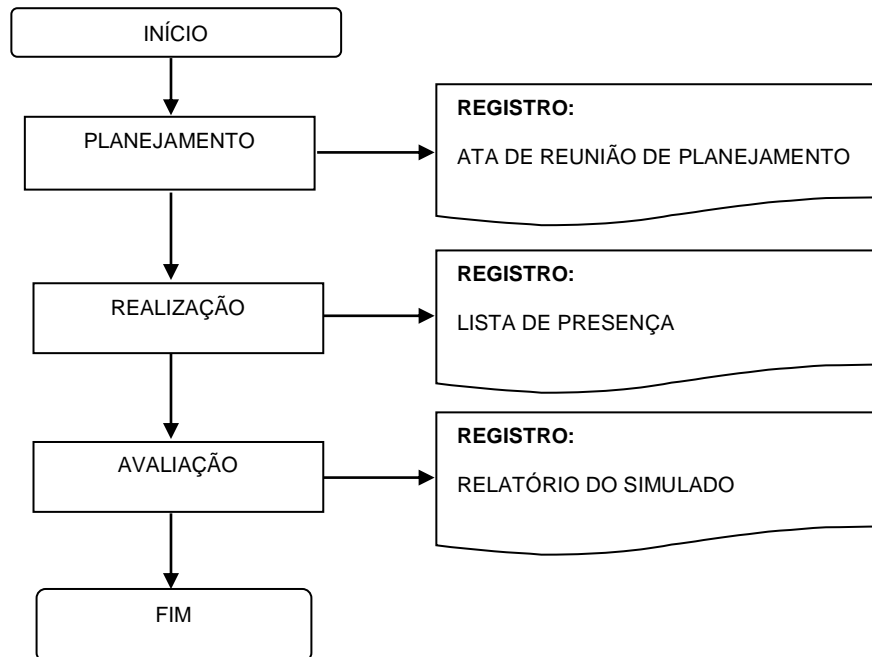 INÍCIO
PLANEJAMENTO
REGISTRO:
ATA DE REUNIÃO DE PLANEJAMENTO
REALIZAÇÃO
REGISTRO:
LISTA DE PRESENÇA
AVALIAÇÃO
REGISTRO:
RELATÓRIO DO SIMULADO
FIM